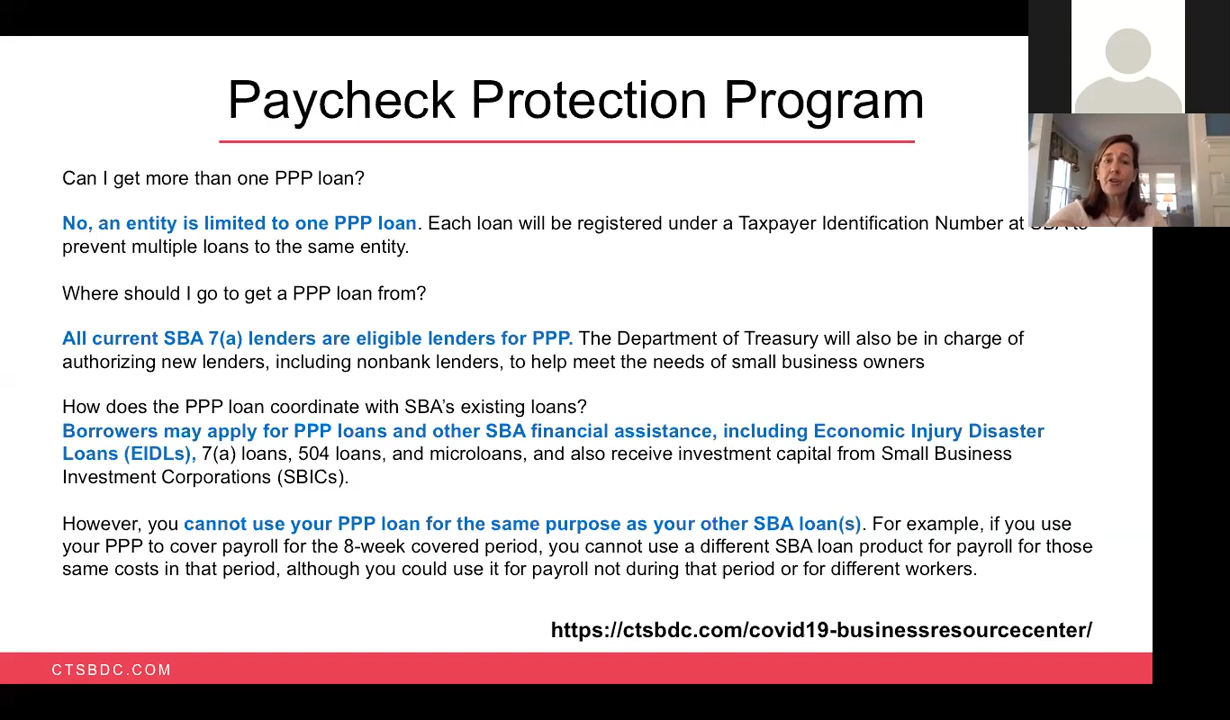 Paycheck Protection Program
Can I get more than one PPP loan?
No, an entity is limited to one PPP loan. Each loan will be registered under a Taxpayer Identification Number at SBA to
prevent multiple loans to the same entity.
Where should I go to get a PPP loan from?
All current SBA 7(a) lenders are eligible lenders for PPP. The Department of Treasury will also be in charge of
authorizing new lenders, including nonbank lenders, to help meet the needs of small business owners
How does the PPP loan coordinate with SBA’s existing loans?
Borrowers may apply for PPP loans and other SBA financial assistance, including Economic Injury Disaster
Loans (EIDLs), 7(a) loans, 504 loans, and microloans, and also receive investment capital from Small Business
Investment Corporations (SBICs).
However, you cannot use your PPP loan for the same purpose as your other SBA loan(s). For example, if you use
your PPP to cover payroll for the 8-week covered period, you cannot use a different SBA loan product for payroll for those
same costs in that period, although you could use it for payroll not during that period or for different workers.
https://ctsbdc.com/covid19-businessresourcecenter/
CTSBDC.COM